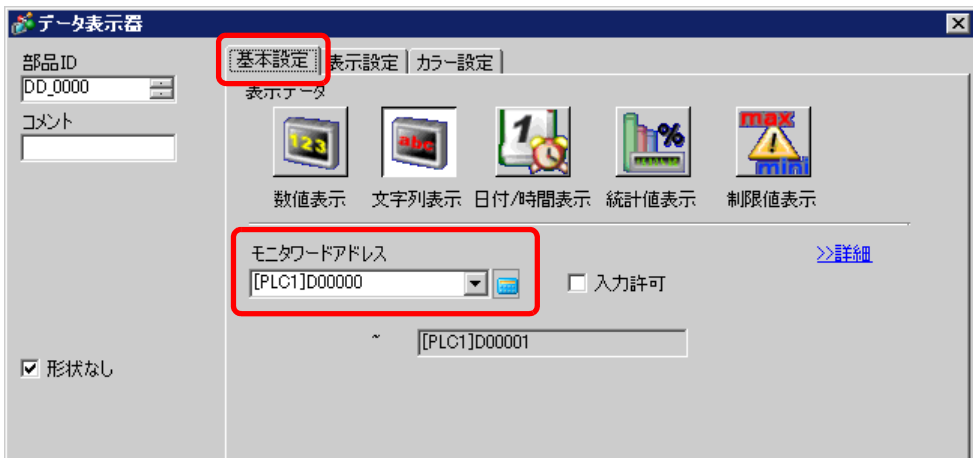 データ表示器
部品ID
DD_0000
コメント
形状なし
基本設定 表示設定 カラー設定
表示データ
123
abc
1
%
max
mini
数値表示 文字列表示 日付/時間表示 統計値表示 制限値表示
モニタワードアドレス
>>詳細
[PLC1]D00000
入力許可
~ [PLC1]D00001